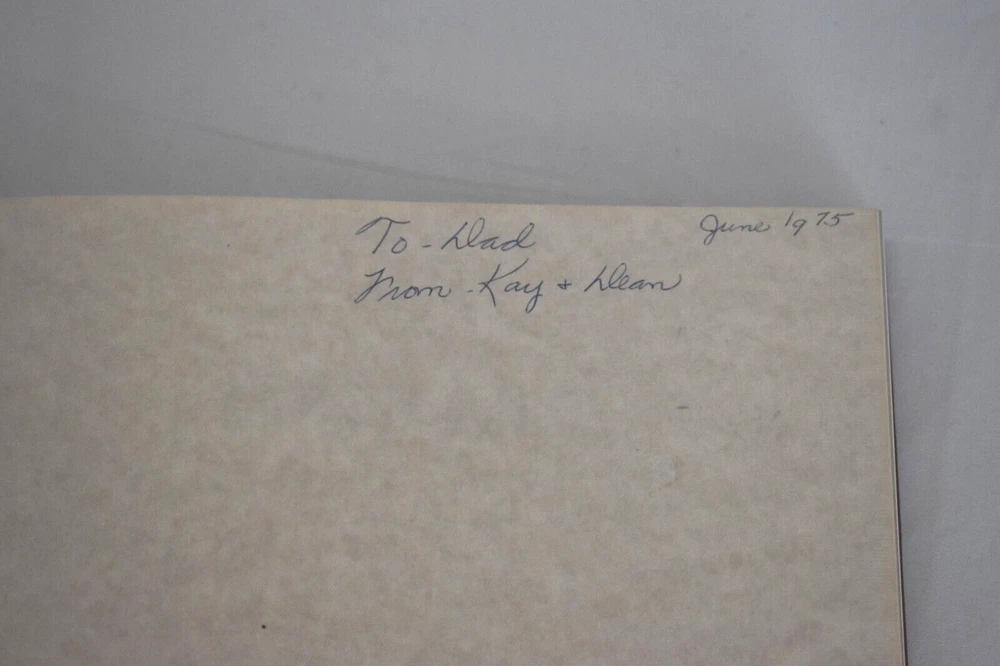 June 1975
To - Dad
From - Kay + Dean